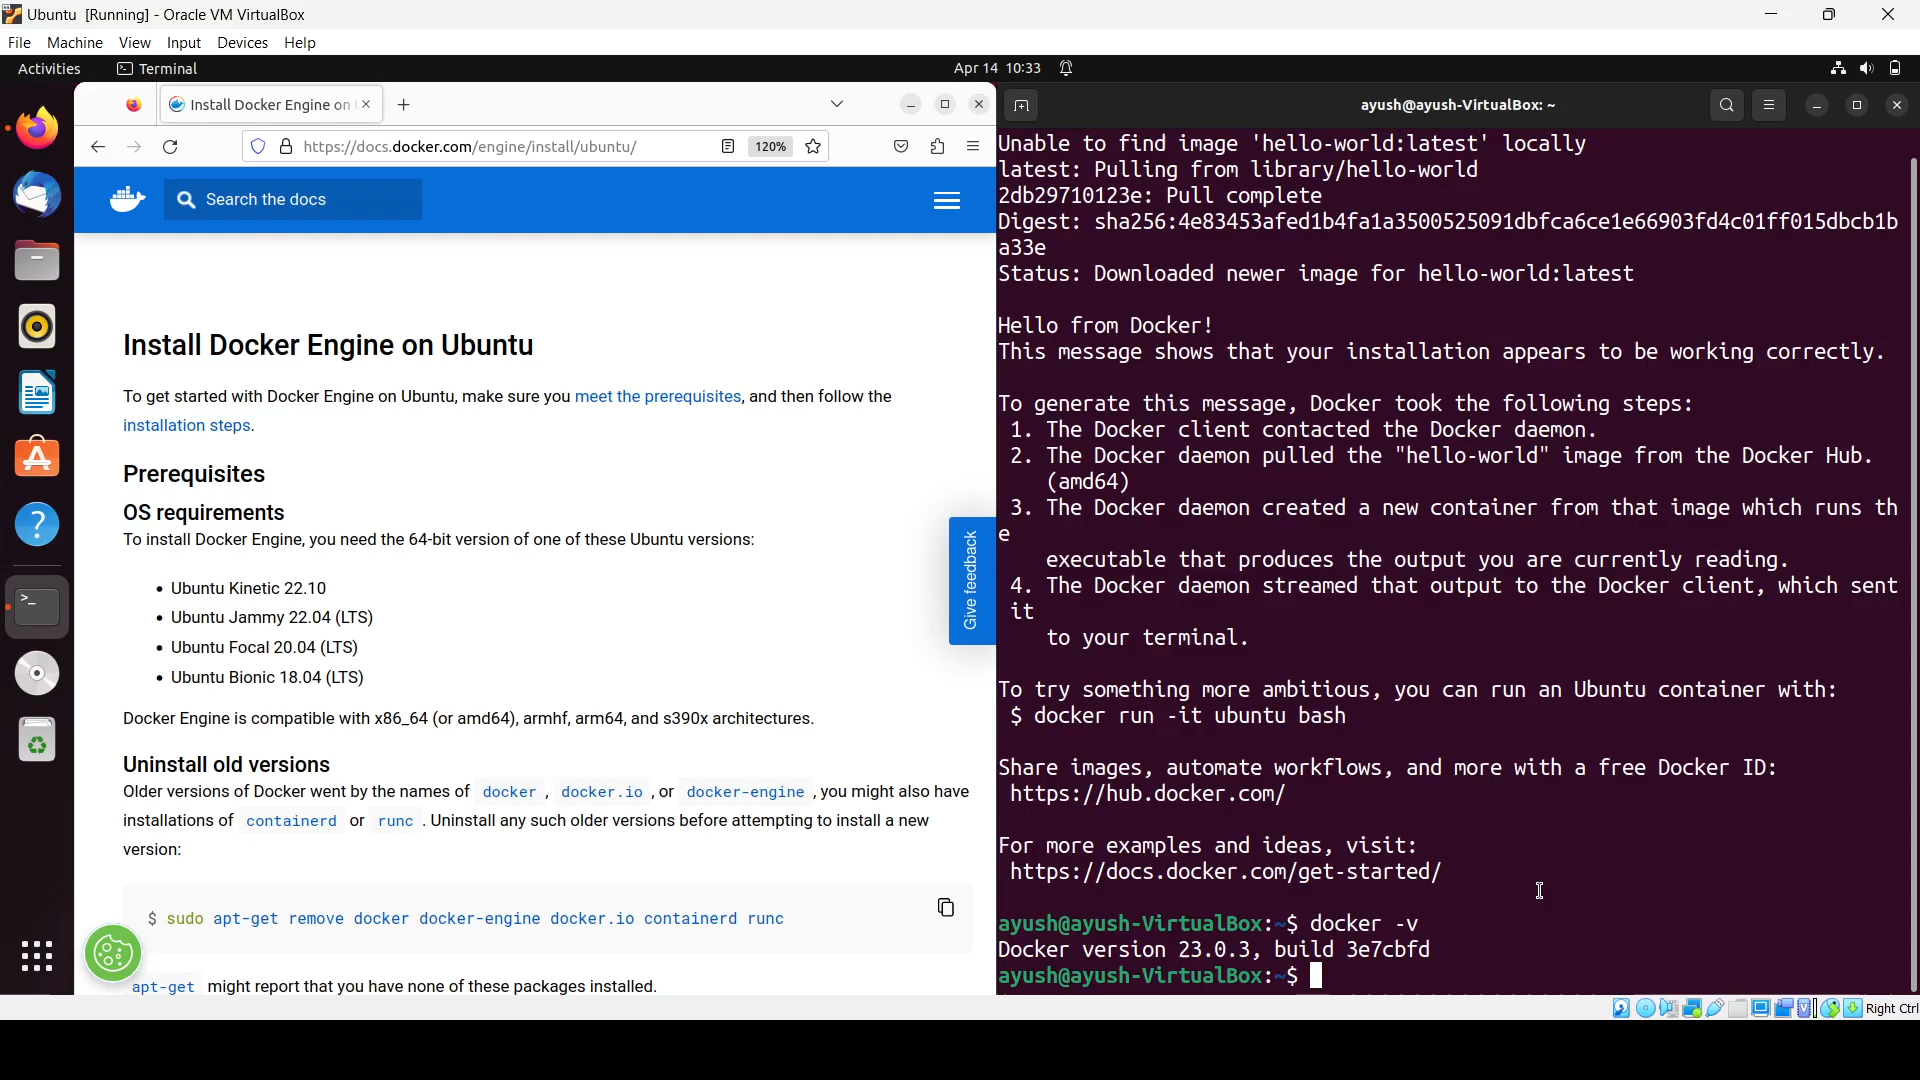 Ubuntu [Running] - Oracle VM VirtualBox
File Machine View Input Devices Help
Activities Terminal Apr 14 10:33
Install Docker Engine on U
https://docs.docker.com/engine/install/ubuntu/ 120%
Search the docs
Install Docker Engine on Ubuntu
To get started with Docker Engine on Ubuntu, make sure you meet the prerequisites, and then follow the
installation steps.
Prerequisites
OS requirements
To install Docker Engine, you need the 64-bit version of one of these Ubuntu versions:
• Ubuntu Kinetic 22.10
• Ubuntu Jammy 22.04 (LTS)
• Ubuntu Focal 20.04 (LTS)
• Ubuntu Bionic 18.04 (LTS)
Docker Engine is compatible with x86_64 (or amd64), armhf, arm64, and s390x architectures.
Uninstall old versions
Older versions of Docker went by the names of docker , docker.io , or docker-engine , you might also have
installations of containerd or runc . Uninstall any such older versions before attempting to install a new
version:
$ sudo apt-get remove docker docker-engine docker.io containerd runc
apt-get might report that you have none of these packages installed.
Give feedback
ayush@ayush-VirtualBox: ~
Unable to find image 'hello-world:latest' locally
latest: Pulling from library/hello-world
2db29710123e: Pull complete
Digest: sha256:4e83453afed1b4fa1a3500525091dbfca6ce1e66903fd4c01ff015dbcb1b
a33e
Status: Downloaded newer image for hello-world:latest
Hello from Docker!
This message shows that your installation appears to be working correctly.
To generate this message, Docker took the following steps:
1. The Docker client contacted the Docker daemon.
2. The Docker daemon pulled the "hello-world" image from the Docker Hub.
(amd64)
3. The Docker daemon created a new container from that image which runs th
e
executable that produces the output you are currently reading.
4. The Docker daemon streamed that output to the Docker client, which sent
it
to your terminal.
To try something more ambitious, you can run an Ubuntu container with:
$ docker run -it ubuntu bash
Share images, automate workflows, and more with a free Docker ID:
https://hub.docker.com/
For more examples and ideas, visit:
https://docs.docker.com/get-started/
ayush@ayush-VirtualBox:~$ docker -v
Docker version 23.0.3, build 3e7cbfd
ayush@ayush-VirtualBox:~$
Right Ctrl